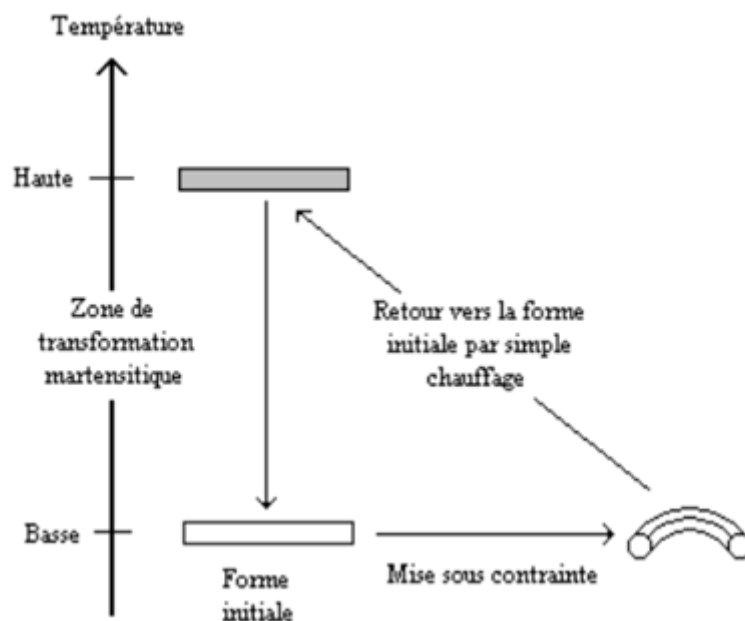 Température
Haute
Zone de
transformation
martensitique
Retour vers la forme
initiale par simple
chauffage
Basse
Forme
initiale
Mise sous contrainte